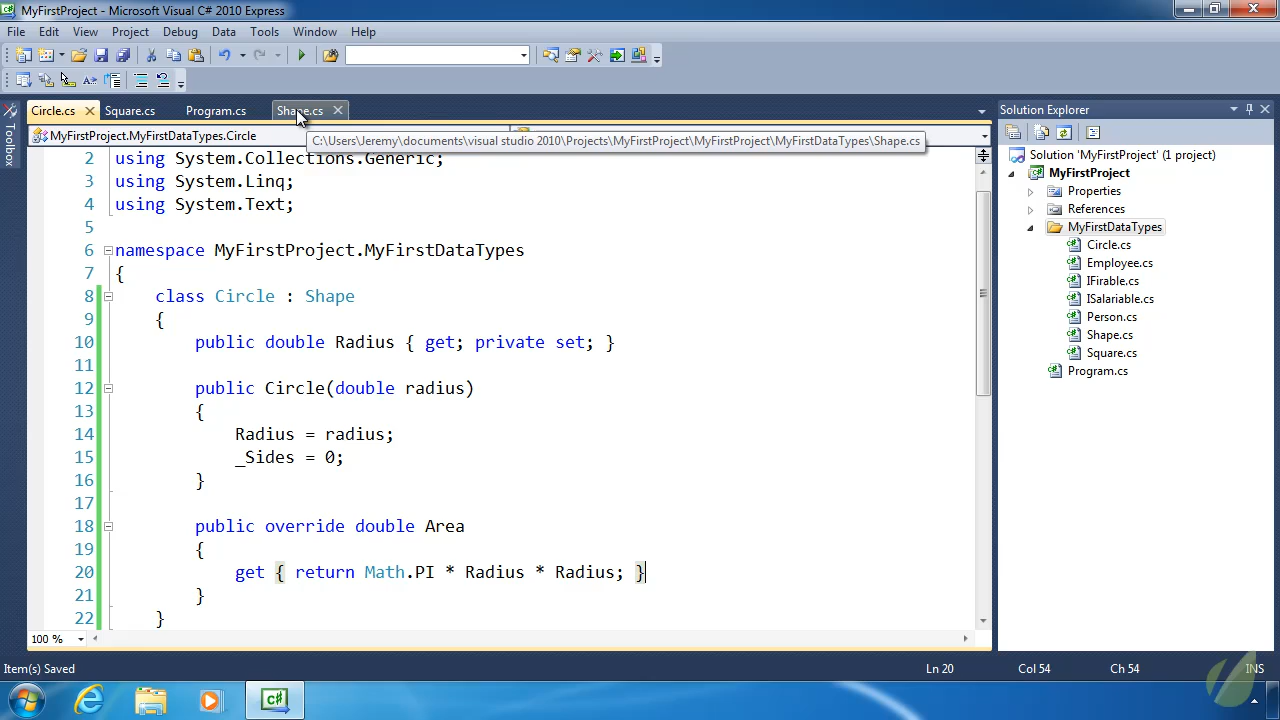 MyFirstProject - Microsoft Visual C# 2010 Express
File Edit View Project Debug Data Tools Window Help
Circle.cs Square.cs Program.cs Shape.cs
Solution Explorer
MyFirstProject.MyFirstDataTypes.Circle
C:\Users\Jeremy\documents\visual studio 2010\Projects\MyFirstProject\MyFirstProject\MyFirstDataTypes\Shape.cs
Toolbox
2 using System.Collections.Generic;
3 using System.Linq;
4 using System.Text;
5
6 namespace MyFirstProject.MyFirstDataTypes
7 {
8 class Circle : Shape
9 {
10 public double Radius { get; private set; }
11
12 public Circle(double radius)
13 {
14 Radius = radius;
15 _Sides = 0;
16 }
17
18 public override double Area
19 {
20 get { return Math.PI * Radius * Radius; }
21 }
22 }
100 %
Solution 'MyFirstProject' (1 project)
MyFirstProject
Properties
References
MyFirstDataTypes
Circle.cs
Employee.cs
IFirable.cs
ISalariable.cs
Person.cs
Shape.cs
Square.cs
Program.cs
Item(s) Saved Ln 20 Col 54 Ch 54 INS
C#